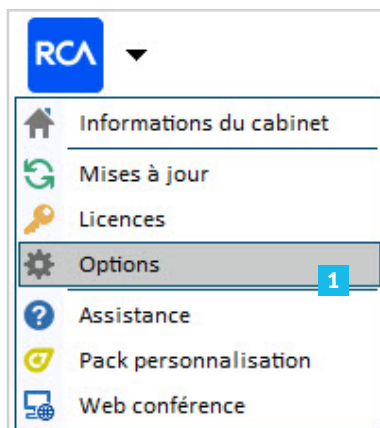 RCA
Informations du cabinet
Mises à jour
Licences
Options
1
Assistance
Pack personnalisation
Web conférence